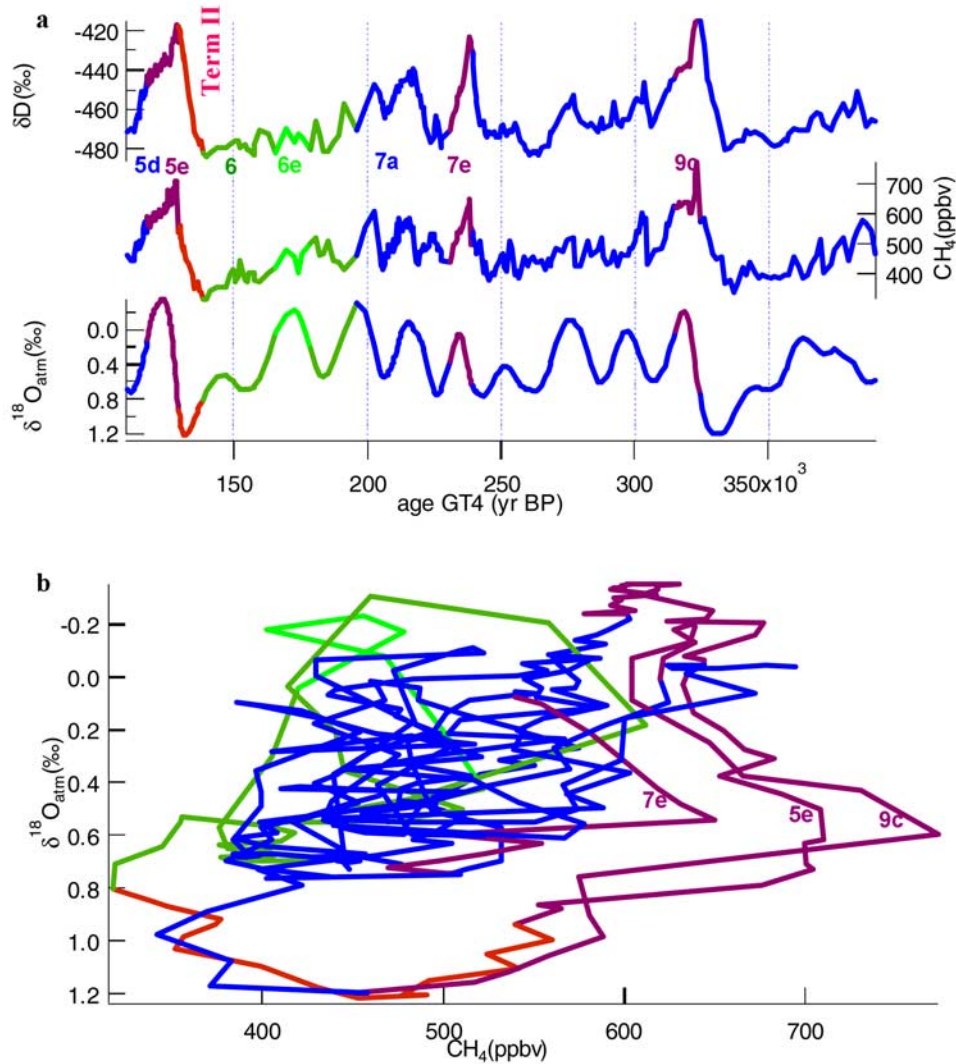 a
Term II
-420
-440
-460
-480
δD(‰)
5d 5e 6 6e 7a 7e 9c
700
600
500
400
CH4(ppbv)
0.0
0.4
0.8
1.2
δ18Oatm(‰)
150 200 250 300 350x10³
age GT4 (yr BP)
b
-0.2
0.0
0.2
0.4
0.6
0.8
1.0
1.2
δ18Oatm(‰)
7e 5e 9c
400 500 600 700
CH4(ppbv)